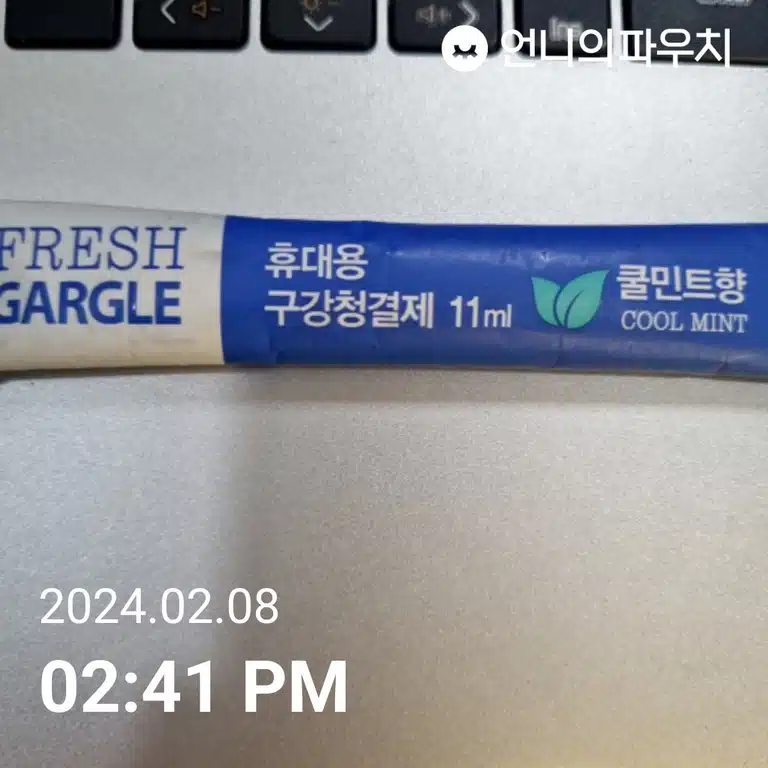 언니의파우치
FRESH
GARGLE
휴대용
구강청결제 11ml
쿨민트향
COOL MINT
2024.02.08
02:41 PM